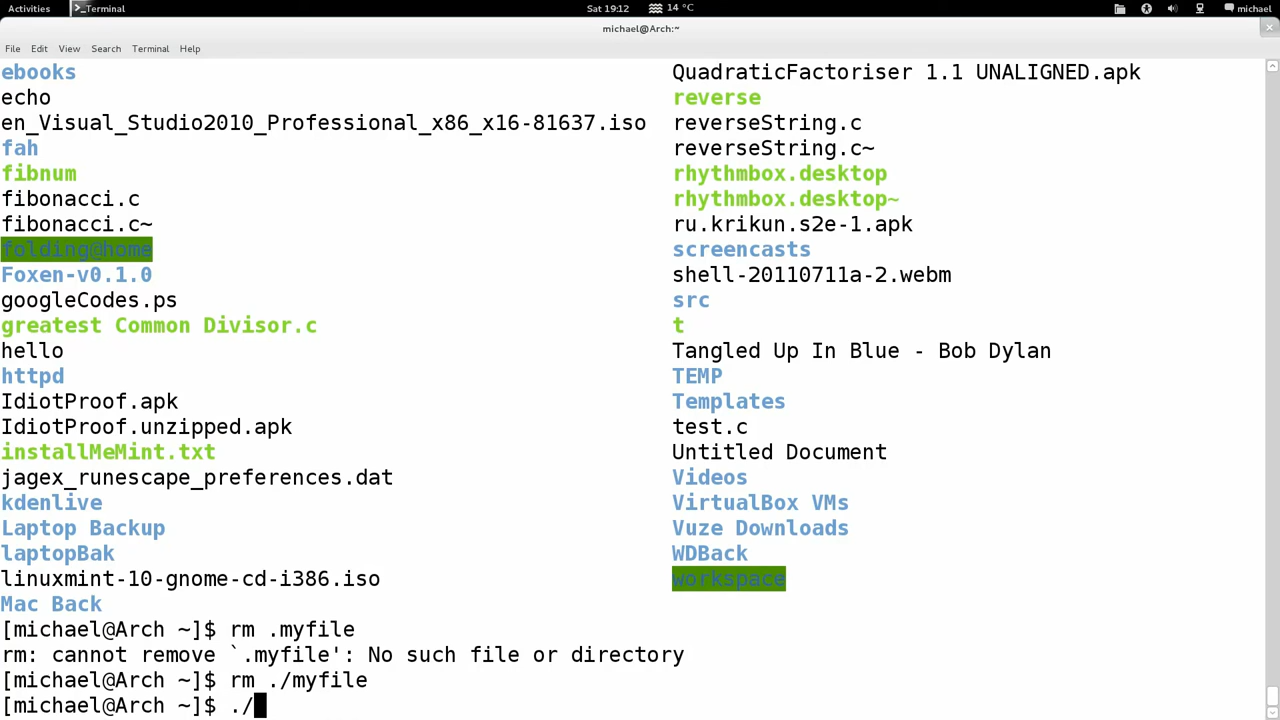 Activities
Terminal
Sat 19:12
14 °C
michael
michael@Arch:~
File Edit View Search Terminal Help
ebooks
echo
en_Visual_Studio2010_Professional_x86_x16-81637.iso
fah
fibnum
fibonacci.c
fibonacci.c~
folding@home
Foxen-v0.1.0
googleCodes.ps
greatest Common Divisor.c
hello
httpd
IdiotProof.apk
IdiotProof.unzipped.apk
installMeMint.txt
jagex_runescape_preferences.dat
kdenlive
Laptop Backup
laptopBak
linuxmint-10-gnome-cd-i386.iso
Mac Back
QuadraticFactoriser 1.1 UNALIGNED.apk
reverse
reverseString.c
reverseString.c~
rhythmbox.desktop
rhythmbox.desktop~
ru.krikun.s2e-1.apk
screencasts
shell-20110711a-2.webm
src
t
Tangled Up In Blue - Bob Dylan
TEMP
Templates
test.c
Untitled Document
Videos
VirtualBox VMs
Vuze Downloads
WDBack
workspace
[michael@Arch ~]$ rm .myfile
rm: cannot remove `.myfile': No such file or directory
[michael@Arch ~]$ rm ./myfile
[michael@Arch ~]$ ./